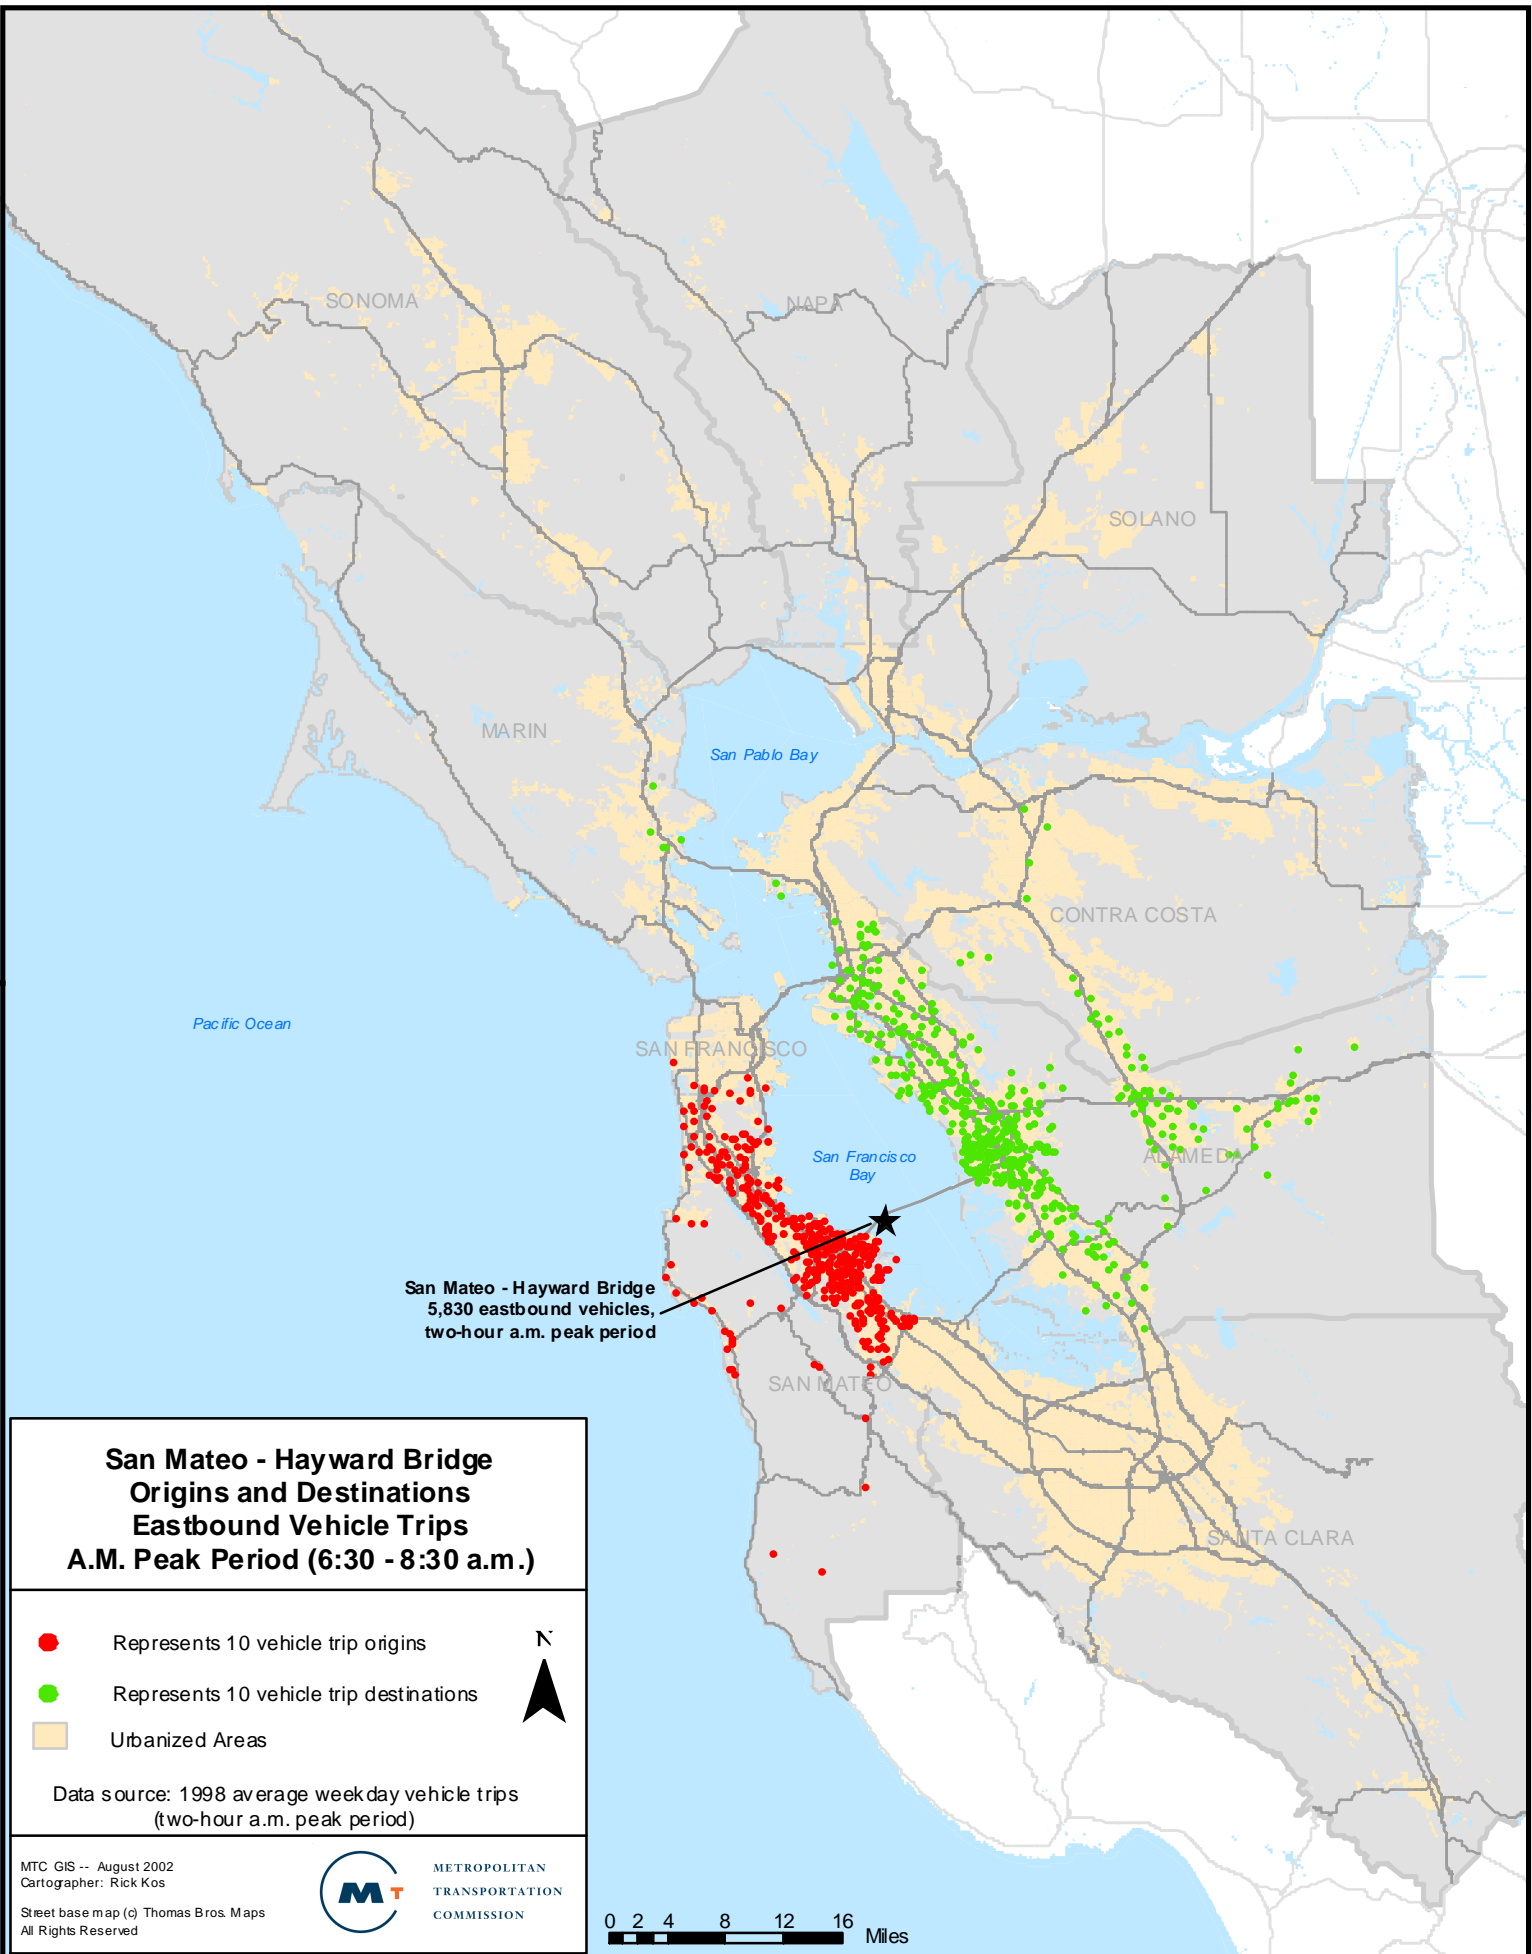 SONOMA
NAPA
SOLANO
MARIN
San Pablo Bay
CONTRA COSTA
Pacific Ocean
SAN FRANCISCO
San Francisco
Bay
ALAMEDA
San Mateo - Hayward Bridge
5,830 eastbound vehicles,
two-hour a.m. peak period
SAN MATEO
SANTA CLARA
San Mateo - Hayward Bridge
Origins and Destinations
Eastbound Vehicle Trips
A.M. Peak Period (6:30 - 8:30 a.m.)
Represents 10 vehicle trip origins
N
Represents 10 vehicle trip destinations
Urbanized Areas
Data source: 1998 average weekday vehicle trips
(two-hour a.m. peak period)
MTC GIS -- August 2002
Cartographer: Rick Kos
Street base map (c) Thomas Bros. Maps
All Rights Reserved
MT
METROPOLITAN
TRANSPORTATION
COMMISSION
0 2 4 8 12 16
Miles